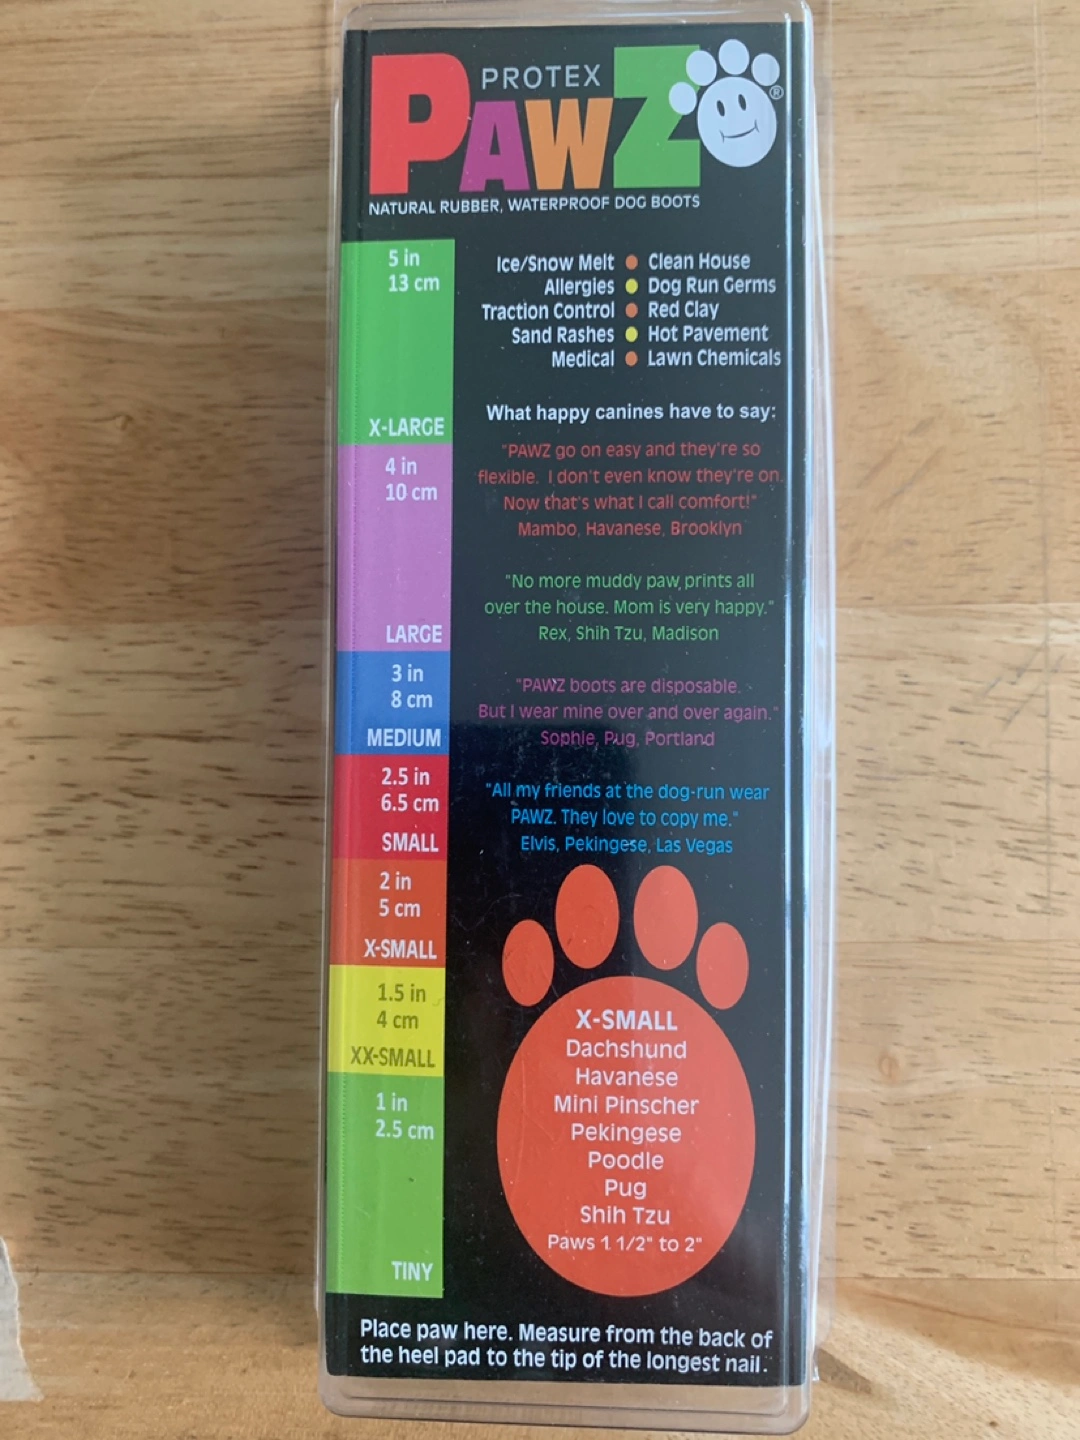 PROTEX
PAWZ®
NATURAL RUBBER, WATERPROOF DOG BOOTS
5 in
13 cm
X-LARGE
4 in
10 cm
LARGE
3 in
8 cm
MEDIUM
2.5 in
6.5 cm
SMALL
2 in
5 cm
X-SMALL
1.5 in
4 cm
XX-SMALL
1 in
2.5 cm
TINY
Ice/Snow Melt ● Clean House
Allergies ● Dog Run Germs
Traction Control ● Red Clay
Sand Rashes ● Hot Pavement
Medical ● Lawn Chemicals
What happy canines have to say:
"PAWZ go on easy and they're so
flexible. I don't even know they're on.
Now that's what I call comfort!"
Mambo, Havanese, Brooklyn
"No more muddy paw prints all
over the house. Mom is very happy."
Rex, Shih Tzu, Madison
"PAWZ boots are disposable.
But I wear mine over and over again."
Sophie, Pug, Portland
"All my friends at the dog-run wear
PAWZ. They love to copy me."
Elvis, Pekingese, Las Vegas
X-SMALL
Dachshund
Havanese
Mini Pinscher
Pekingese
Poodle
Pug
Shih Tzu
Paws 1 1/2" to 2"
Place paw here. Measure from the back of
the heel pad to the tip of the longest nail.